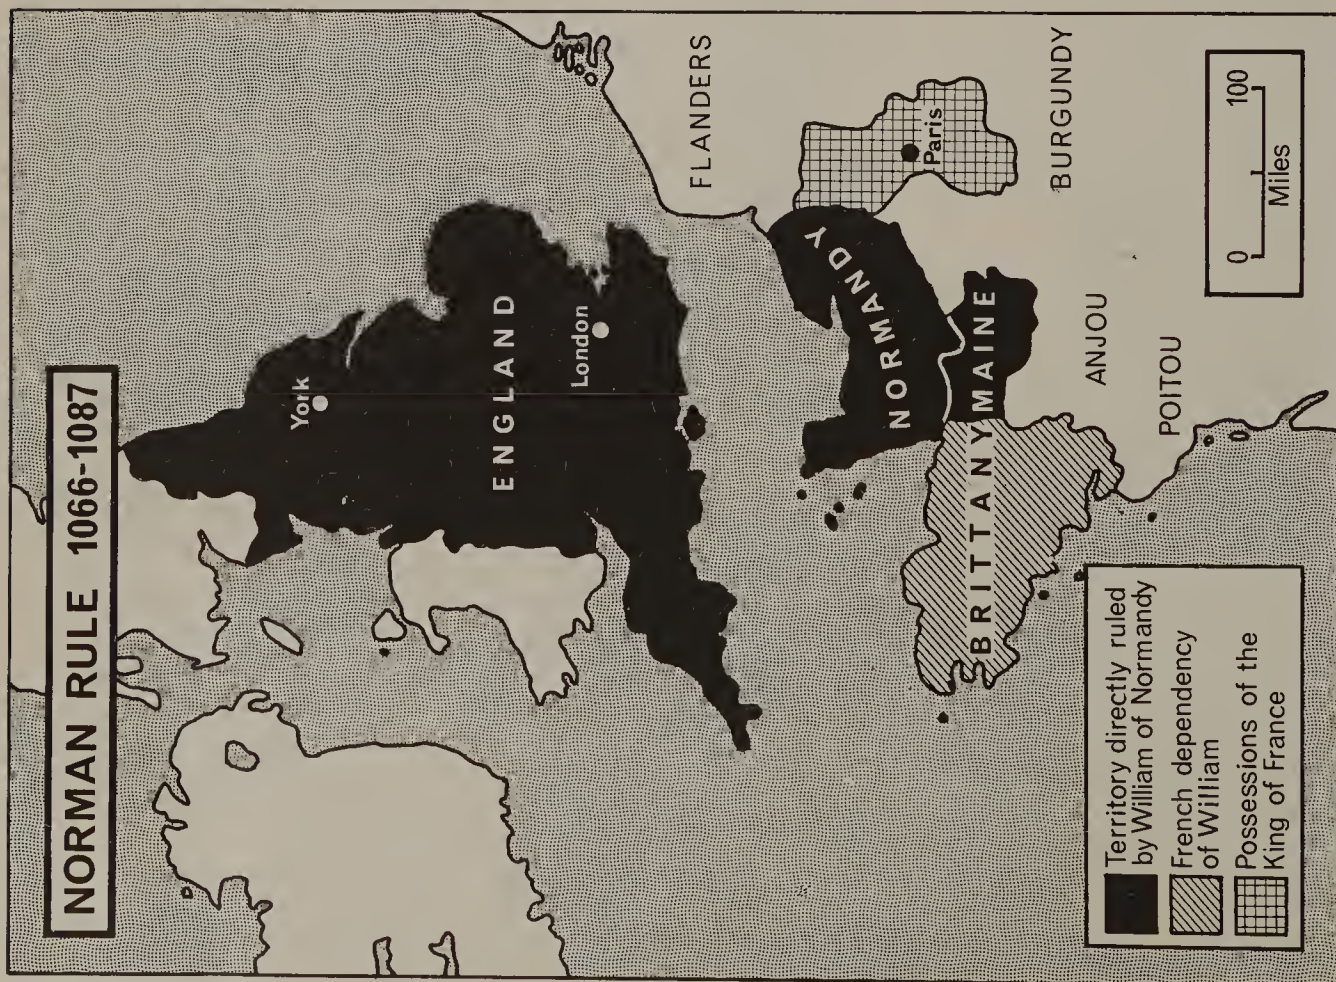 NORMAN RULE 1066-1087
York
ENGLAND
London
FLANDERS
NORMANDY
Paris
MAINE
BRITTANY
BURGUNDY
ANJOU
POITOU
Territory directly ruled
by William of Normandy
French dependency
of William
Possessions of the
King of France
0 100
Miles